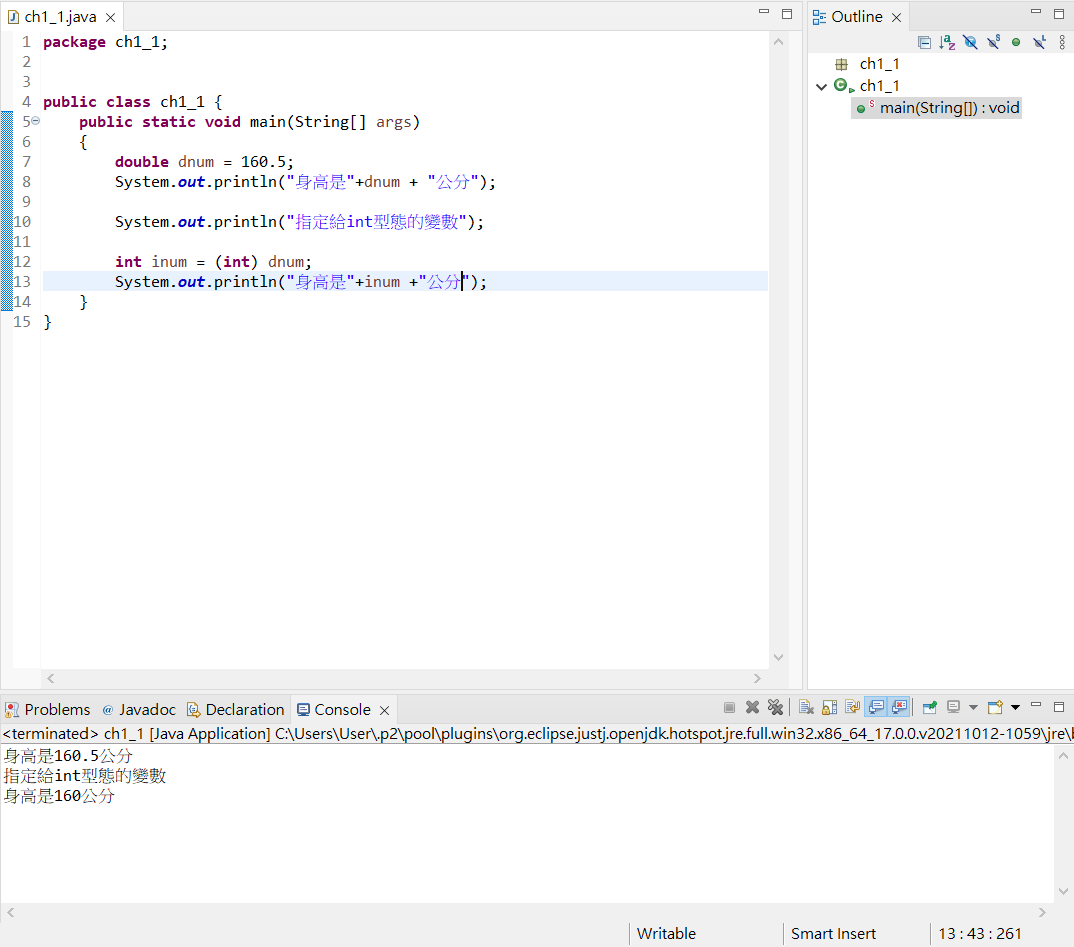 ch1_1.java
1 package ch1_1;
2
3
4 public class ch1_1 {
5 public static void main(String[] args)
6 {
7 double dnum = 160.5;
8 System.out.println("身高是"+dnum + "公分");
9
10 System.out.println("指定給int型態的變數");
11
12 int inum = (int) dnum;
13 System.out.println("身高是"+inum +"公分");
14 }
15 }
Outline
ch1_1
ch1_1
main(String[]) : void
Problems @ Javadoc Declaration Console
<terminated> ch1_1 [Java Application] C:\Users\User\.p2\pool\plugins\org.eclipse.justj.openjdk.hotspot.jre.full.win32.x86_64_17.0.0.v20211012-1059\jre\b
身高是160.5公分
指定給int型態的變數
身高是160公分
Writable Smart Insert 13 : 43 : 261